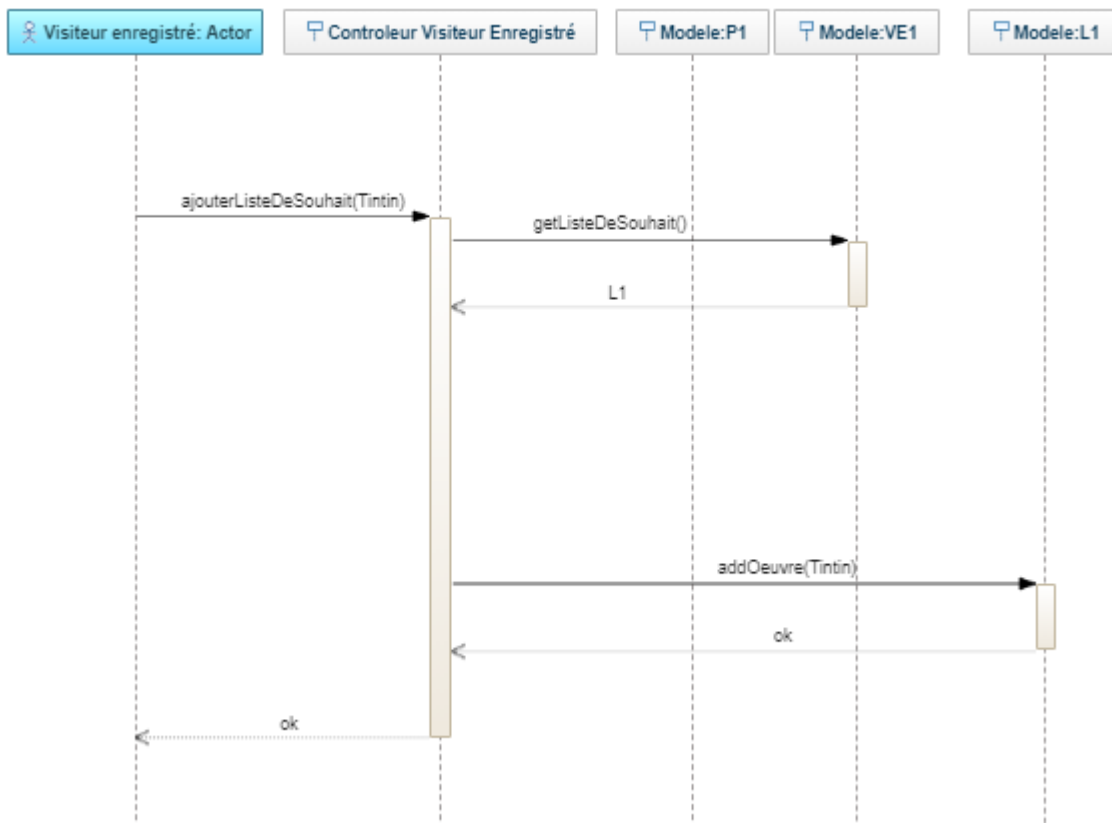 Visiteur enregistré: Actor
Controleur Visiteur Enregistré
Modele:P1
Modele:VE1
Modele:L1
ajouterListeDeSouhait(Tintin)
getListeDeSouhait()
L1
addOeuvre(Tintin)
ok
ok